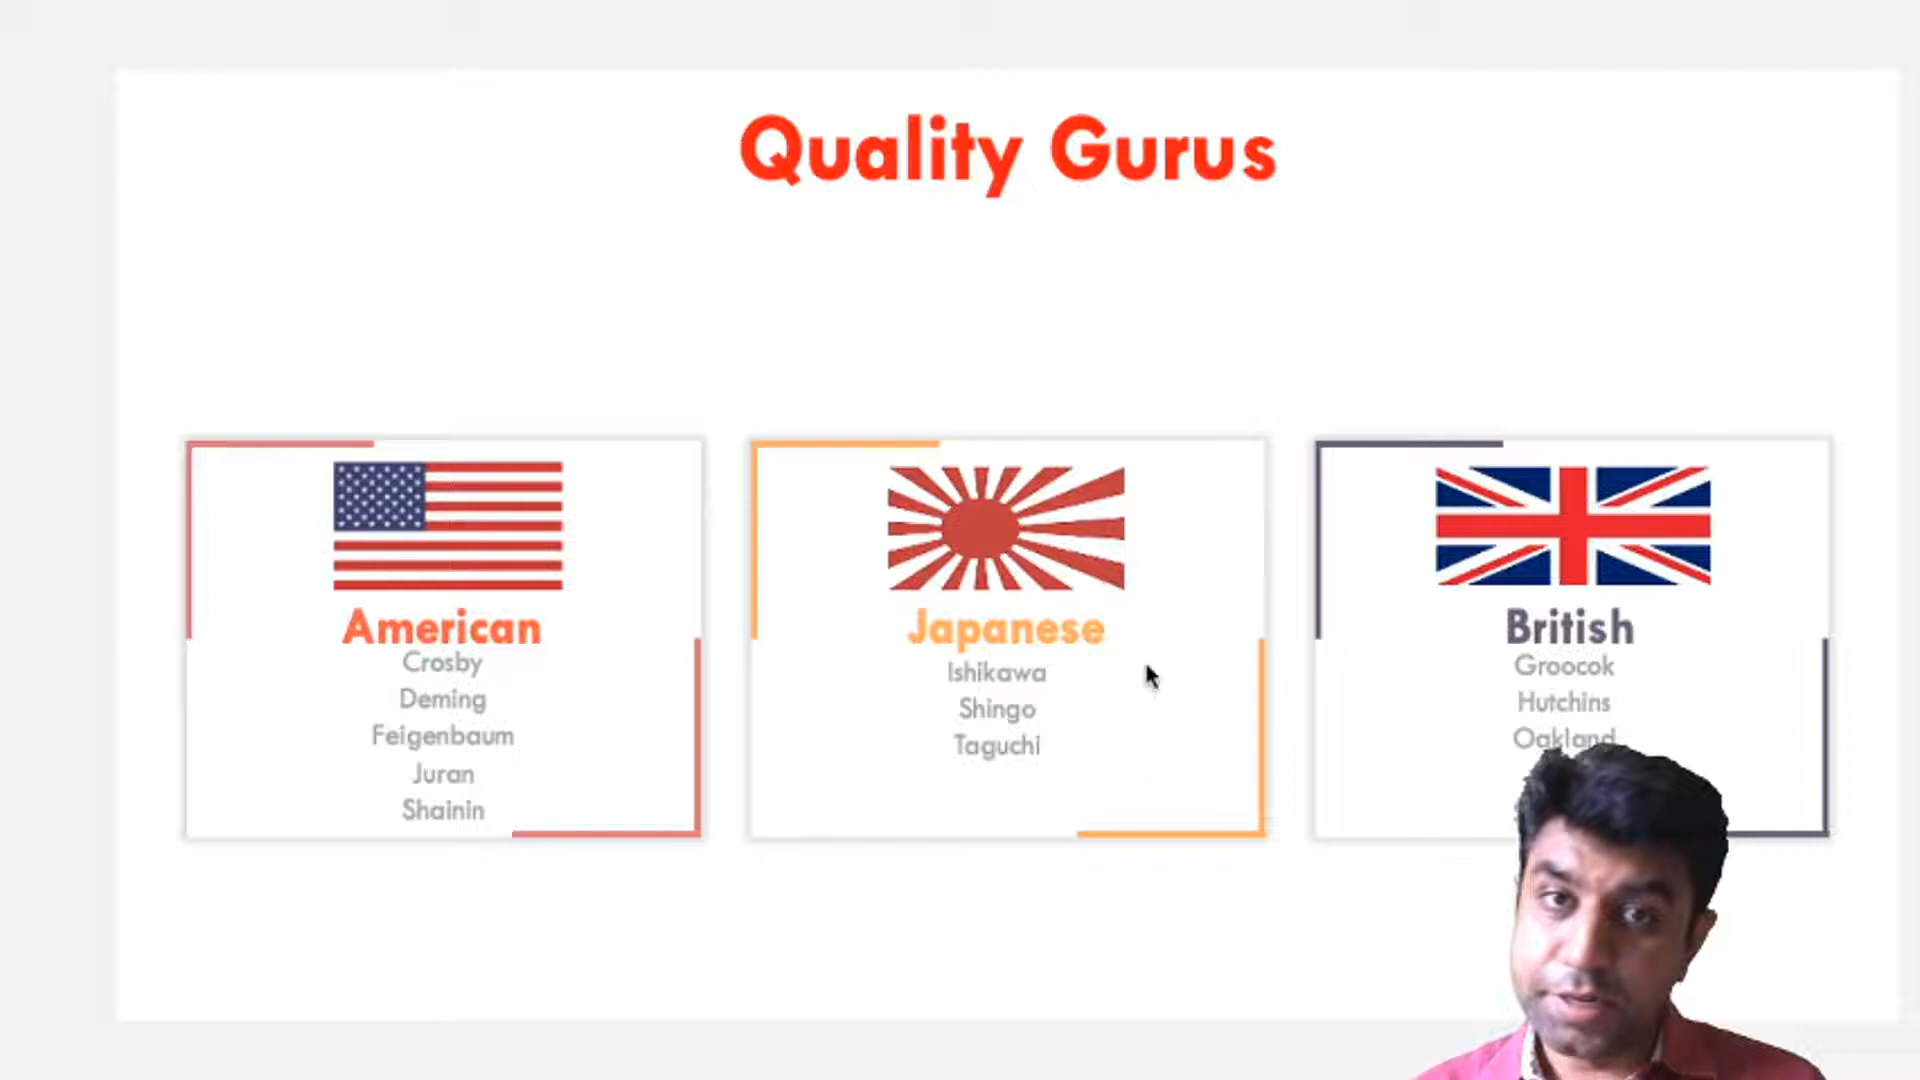 Quality Gurus
American
Crosby
Deming
Feigenbaum
Juran
Shainin
Japanese
Ishikawa
Shingo
Taguchi
British
Groocok
Hutchins
Oakland